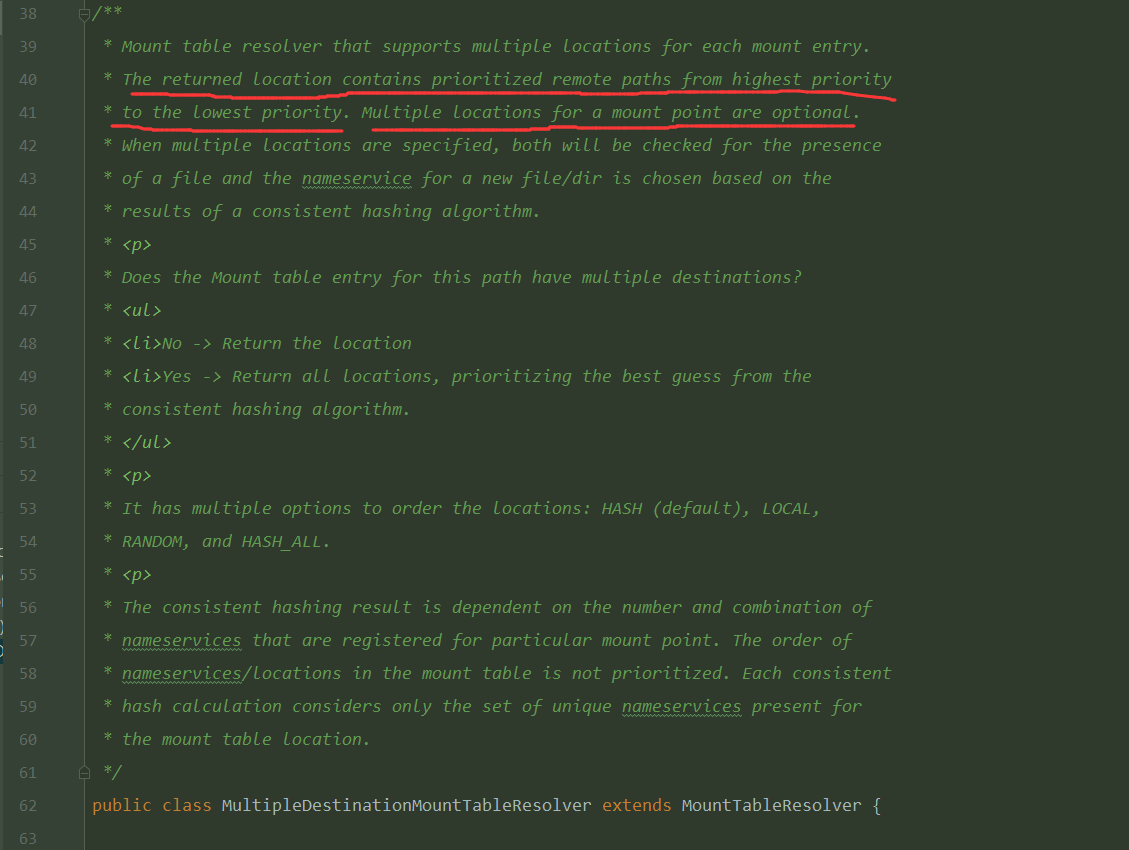 38 /**
39 * Mount table resolver that supports multiple locations for each mount entry.
40 * The returned location contains prioritized remote paths from highest priority
41 * to the lowest priority. Multiple locations for a mount point are optional.
42 * When multiple locations are specified, both will be checked for the presence
43 * of a file and the nameservice for a new file/dir is chosen based on the
44 * results of a consistent hashing algorithm.
45 * <p>
46 * Does the Mount table entry for this path have multiple destinations?
47 * <ul>
48 * <li>No -> Return the location
49 * <li>Yes -> Return all locations, prioritizing the best guess from the
50 * consistent hashing algorithm.
51 * </ul>
52 * <p>
53 * It has multiple options to order the locations: HASH (default), LOCAL,
54 * RANDOM, and HASH_ALL.
55 * <p>
56 * The consistent hashing result is dependent on the number and combination of
57 * nameservices that are registered for particular mount point. The order of
58 * nameservices/locations in the mount table is not prioritized. Each consistent
59 * hash calculation considers only the set of unique nameservices present for
60 * the mount table location.
61 */
62 public class MultipleDestinationMountTableResolver extends MountTableResolver {
63